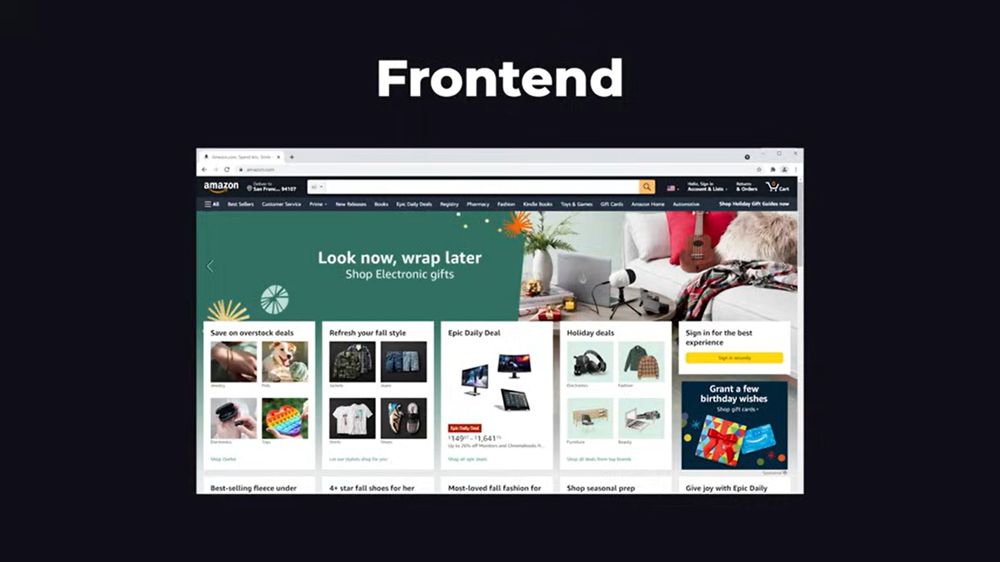 Frontend
Amazon.com. Spend less. Smile
amazon.com
amazon
Deliver to
San Franc... 94107
All
Hello, Sign in
Account & Lists
Returns
& Orders
0
Cart
All
Best Sellers
Customer Service
Prime
New Releases
Books
Epic Daily Deals
Registry
Pharmacy
Fashion
Kindle Books
Toys & Games
Gift Cards
Amazon Home
Automotive
Shop Holiday Gift Guides now
Look now, wrap later
Shop Electronic gifts
Save on overstock deals
Jewelry
Pets
Electronics
Toys
Shop Outlet
Refresh your fall style
Jackets
Jeans
Shirts
Shoes
Let our stylists shop for you
Epic Daily Deal
Epic Daily Deal
Up to 20% off Monitors and Chromebooks fr...
Shop all epic deals
Holiday deals
Electronics
Fashion
Furniture
Beauty
Shop all deals from top brands
Sign in for the best
experience
Sign in securely
Grant a few
birthday wishes
Shop gift cards
Sponsored
Best-selling fleece under
4+ star fall shoes for her
Most-loved fall fashion for
Shop seasonal prep
Give joy with Epic Daily